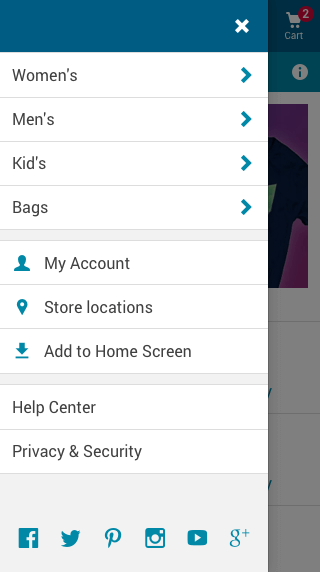 2
Cart
Women's
Men's
Kid's
Bags
My Account
Store locations
Add to Home Screen
Help Center
Privacy & Security